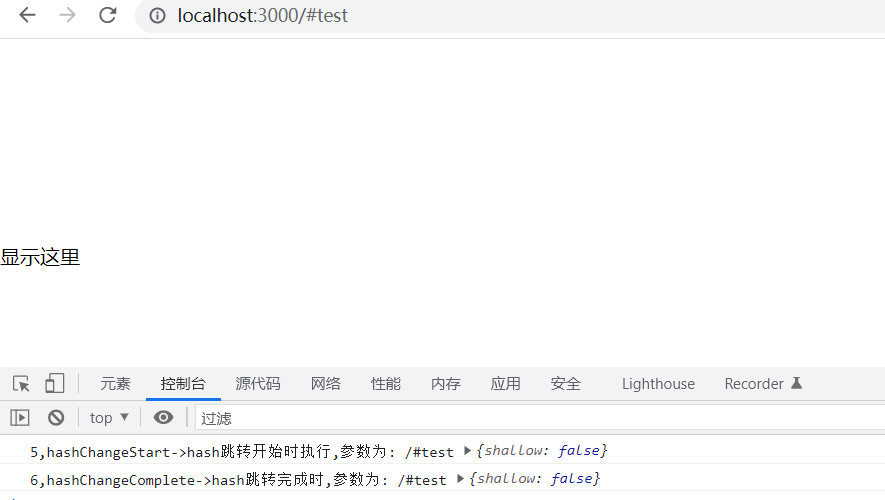 localhost:3000/#test
显示这里
元素 控制台 源代码 网络 性能 内存 应用 安全 Lighthouse Recorder
top 过滤
5,hashChangeStart->hash跳转开始时执行,参数为: /#test {shallow: false}
6,hashChangeComplete->hash跳转完成时,参数为: /#test {shallow: false}